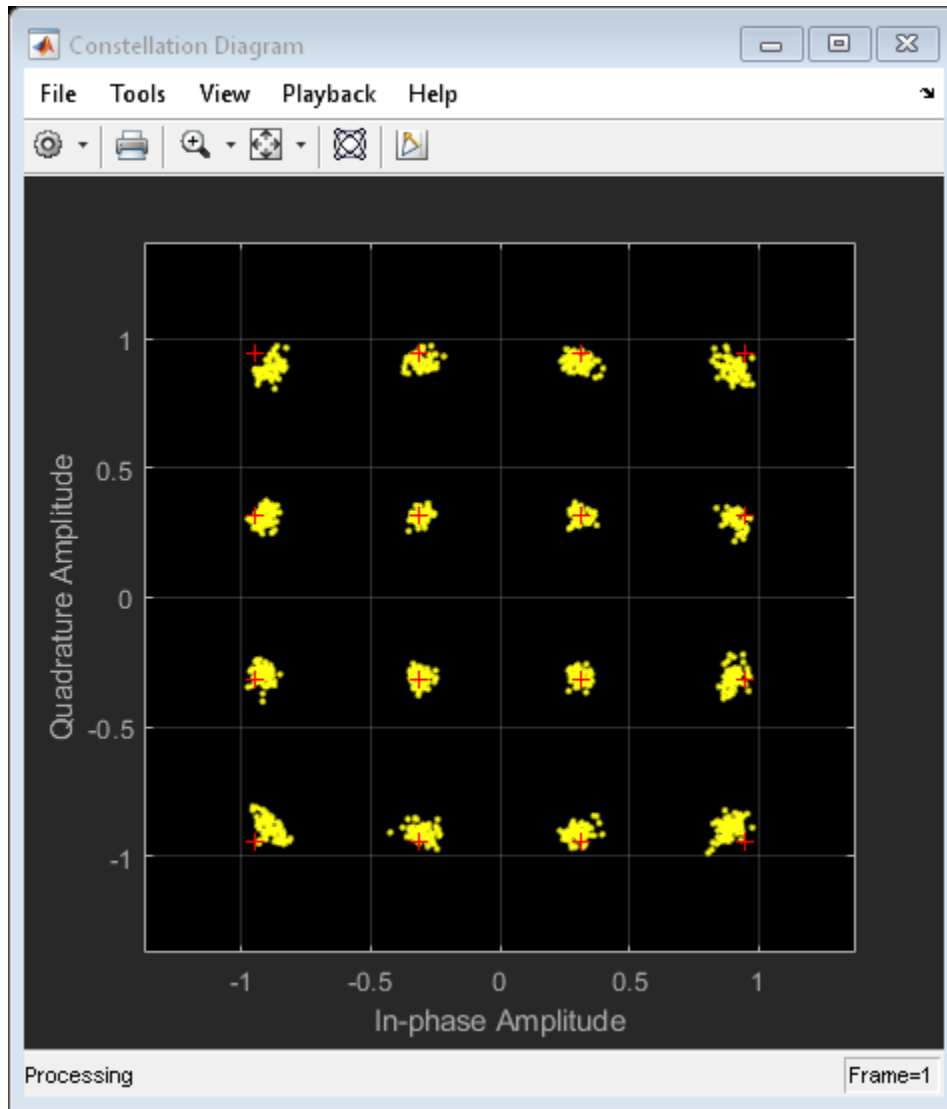 Constellation Diagram
File Tools View Playback Help
1
0.5
0
-0.5
-1
Quadrature Amplitude
-1 -0.5 0 0.5 1
In-phase Amplitude
Processing Frame=1